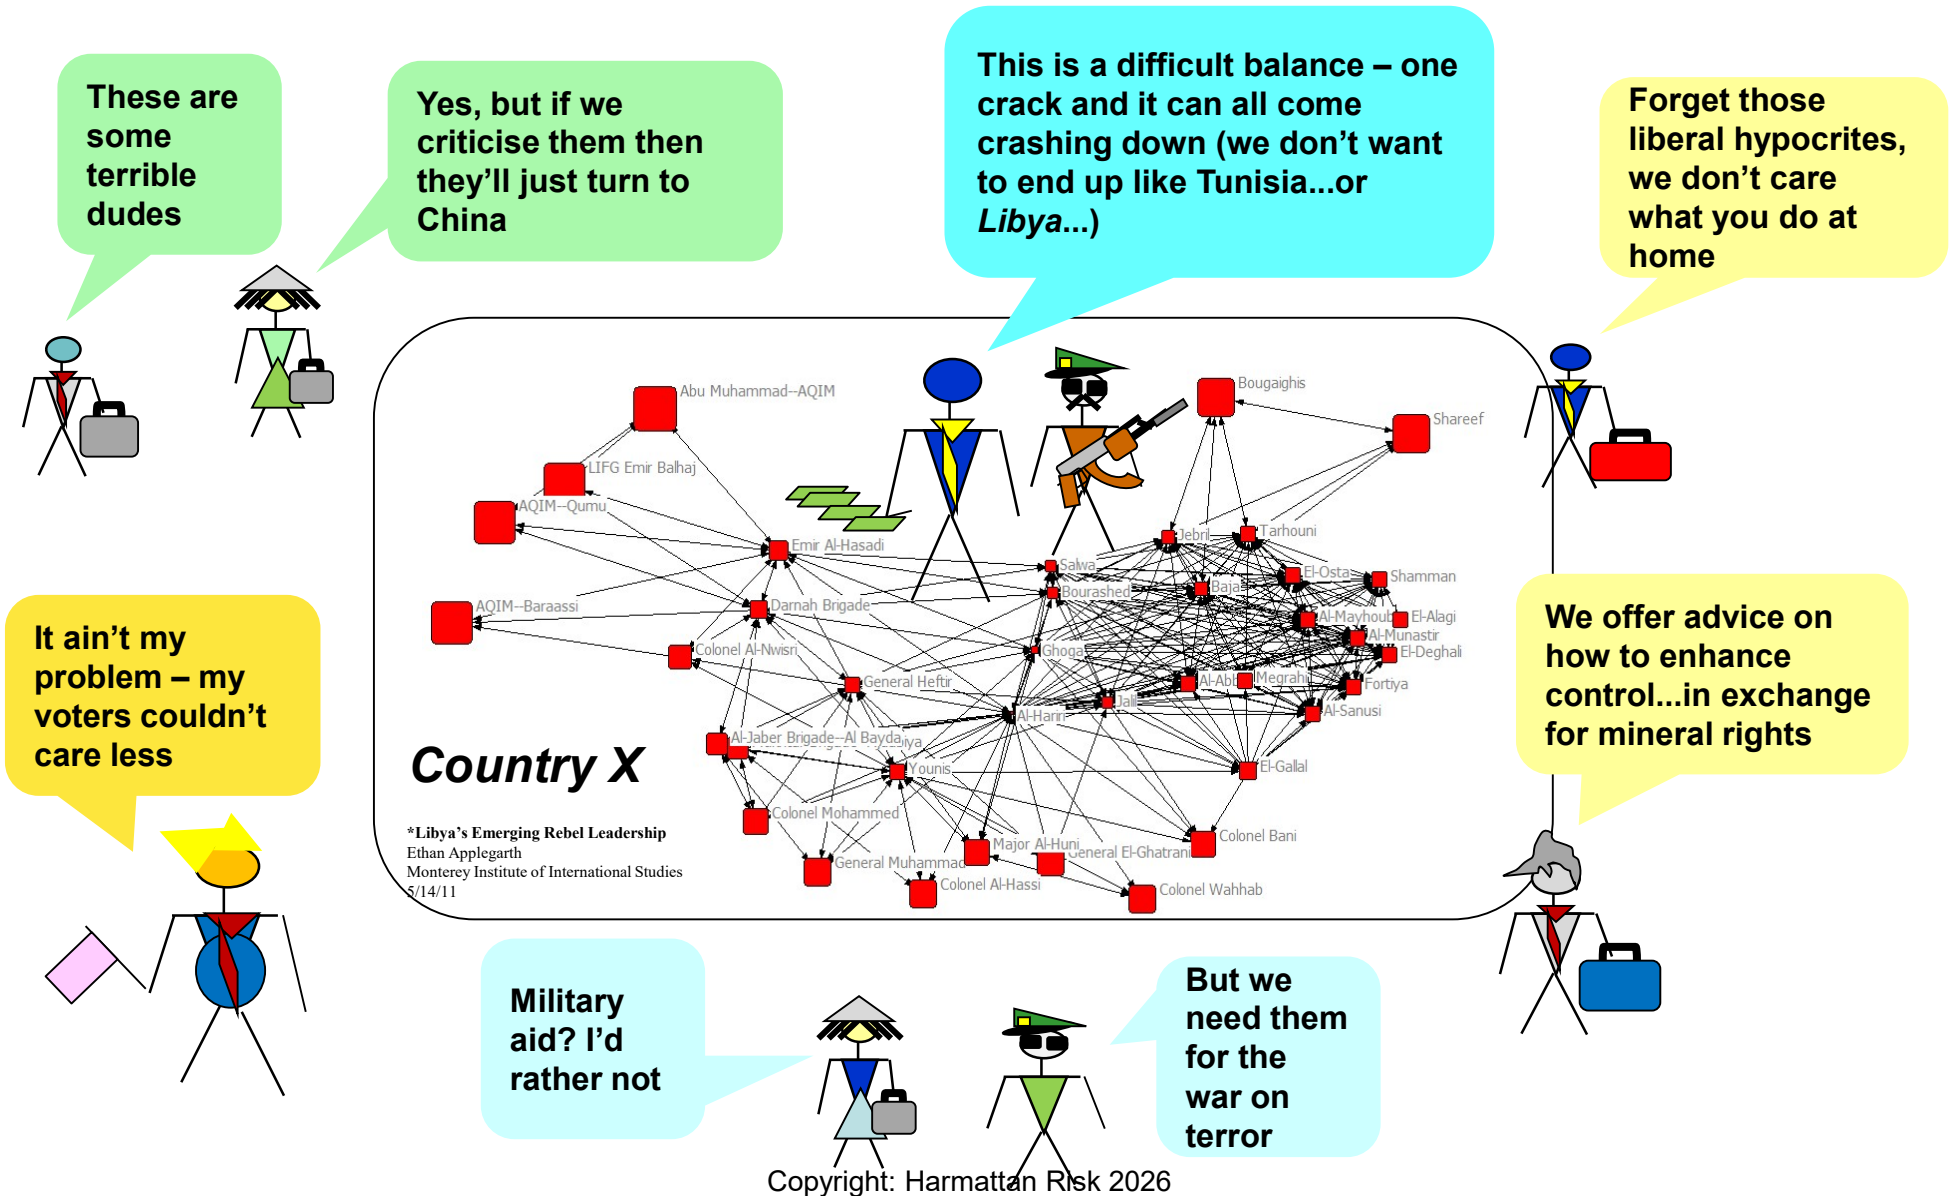 These are
some
terrible
dudes
Yes, but if we
criticise them then
they’ll just turn to
China
This is a difficult balance – one
crack and it can all come
crashing down (we don’t want
to end up like Tunisia...or
Libya...)
Forget those
liberal hypocrites,
we don’t care
what you do at
home
Abu Muhammad--AQIM
Bougaighis
Shareef
LIFG Emir Balhaj
AQIM--Qumu
Emir Al-Hasadi
Jebril
Tarhouni
Salwa
El-Osta
Shamman
Bourashed
Baja
AQIM--Baraassi
Darnah Brigade
Al-Mayhoub
El-Alagi
Al-Munastir
Colonel Al-Nwisri
Ghoga
El-Deghali
General Heftir
Al-Abb
Megrahi
Fortiya
Jalil
Al-Hariri
Al-Sanusi
Al-Jaber Brigade--Al Bayda
Younis
El-Gallal
Colonel Mohammed
Colonel Bani
Major Al-Huni
General El-Ghatrani
General Muhammad
Colonel Al-Hassi
Colonel Wahhab
It ain’t my
problem – my
voters couldn’t
care less
We offer advice on
how to enhance
control...in exchange
for mineral rights
Country X
*Libya’s Emerging Rebel Leadership
Ethan Applegarth
Monterey Institute of International Studies
5/14/11
Military
aid? I’d
rather not
But we
need them
for the
war on
terror
Copyright: Harmattan Risk 2026